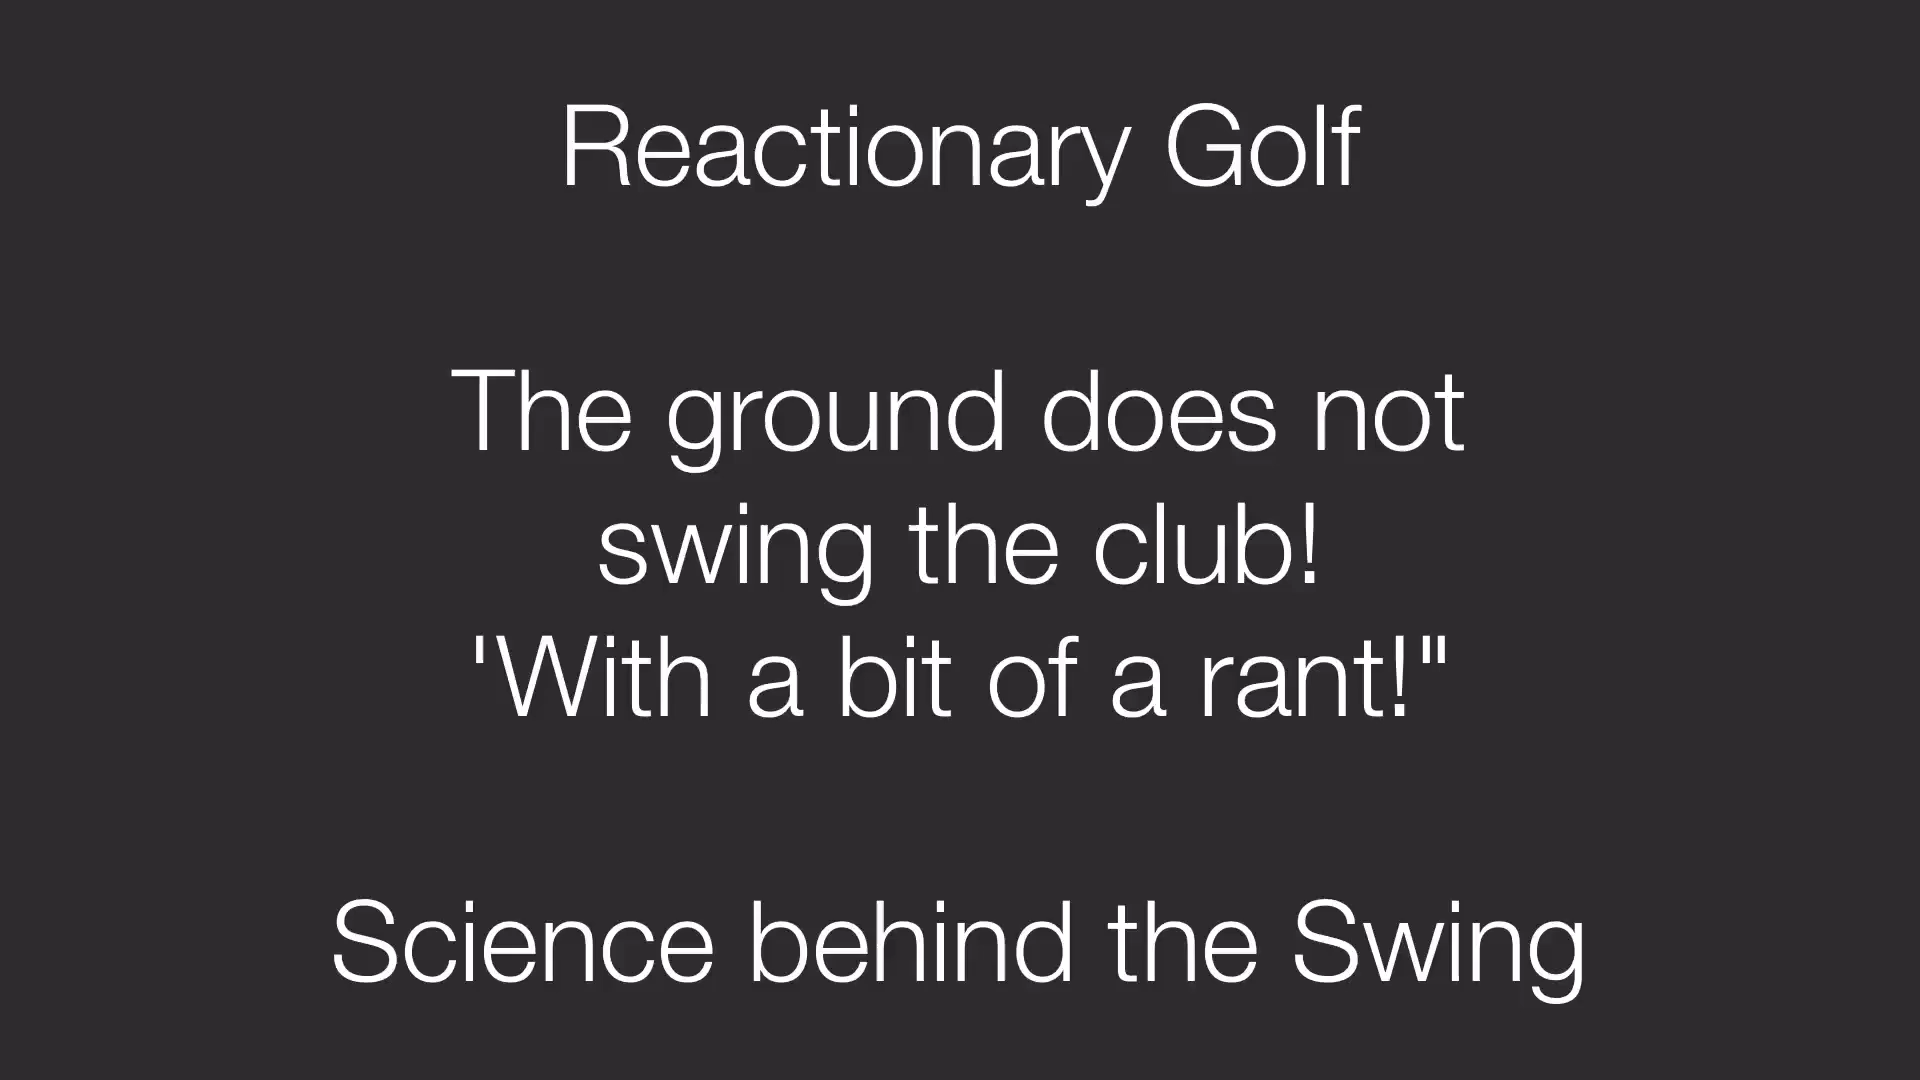 Reactionary Golf
The ground does not
swing the club!
'With a bit of a rant!"
Science behind the Swing